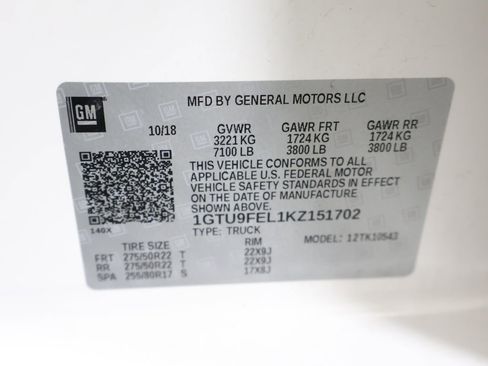 GM
MFD BY GENERAL MOTORS LLC
10/18 GVWR GAWR FRT GAWR RR
3221 KG 1724 KG 1724 KG
7100 LB 3800 LB 3800 LB
THIS VEHICLE CONFORMS TO ALL
APPLICABLE U.S. FEDERAL MOTOR
VEHICLE SAFETY STANDARDS IN EFFECT
ON THE DATE OF MANUFACTURE
SHOWN ABOVE.
1GTU9FEL1KZ151702
140X TYPE: TRUCK MODEL: 12TK10543
TIRE SIZE RIM
FRT 275/50R22 T 22X9J
RR 275/50R22 T 22X9J
SPA 255/80R17 S 17X8J